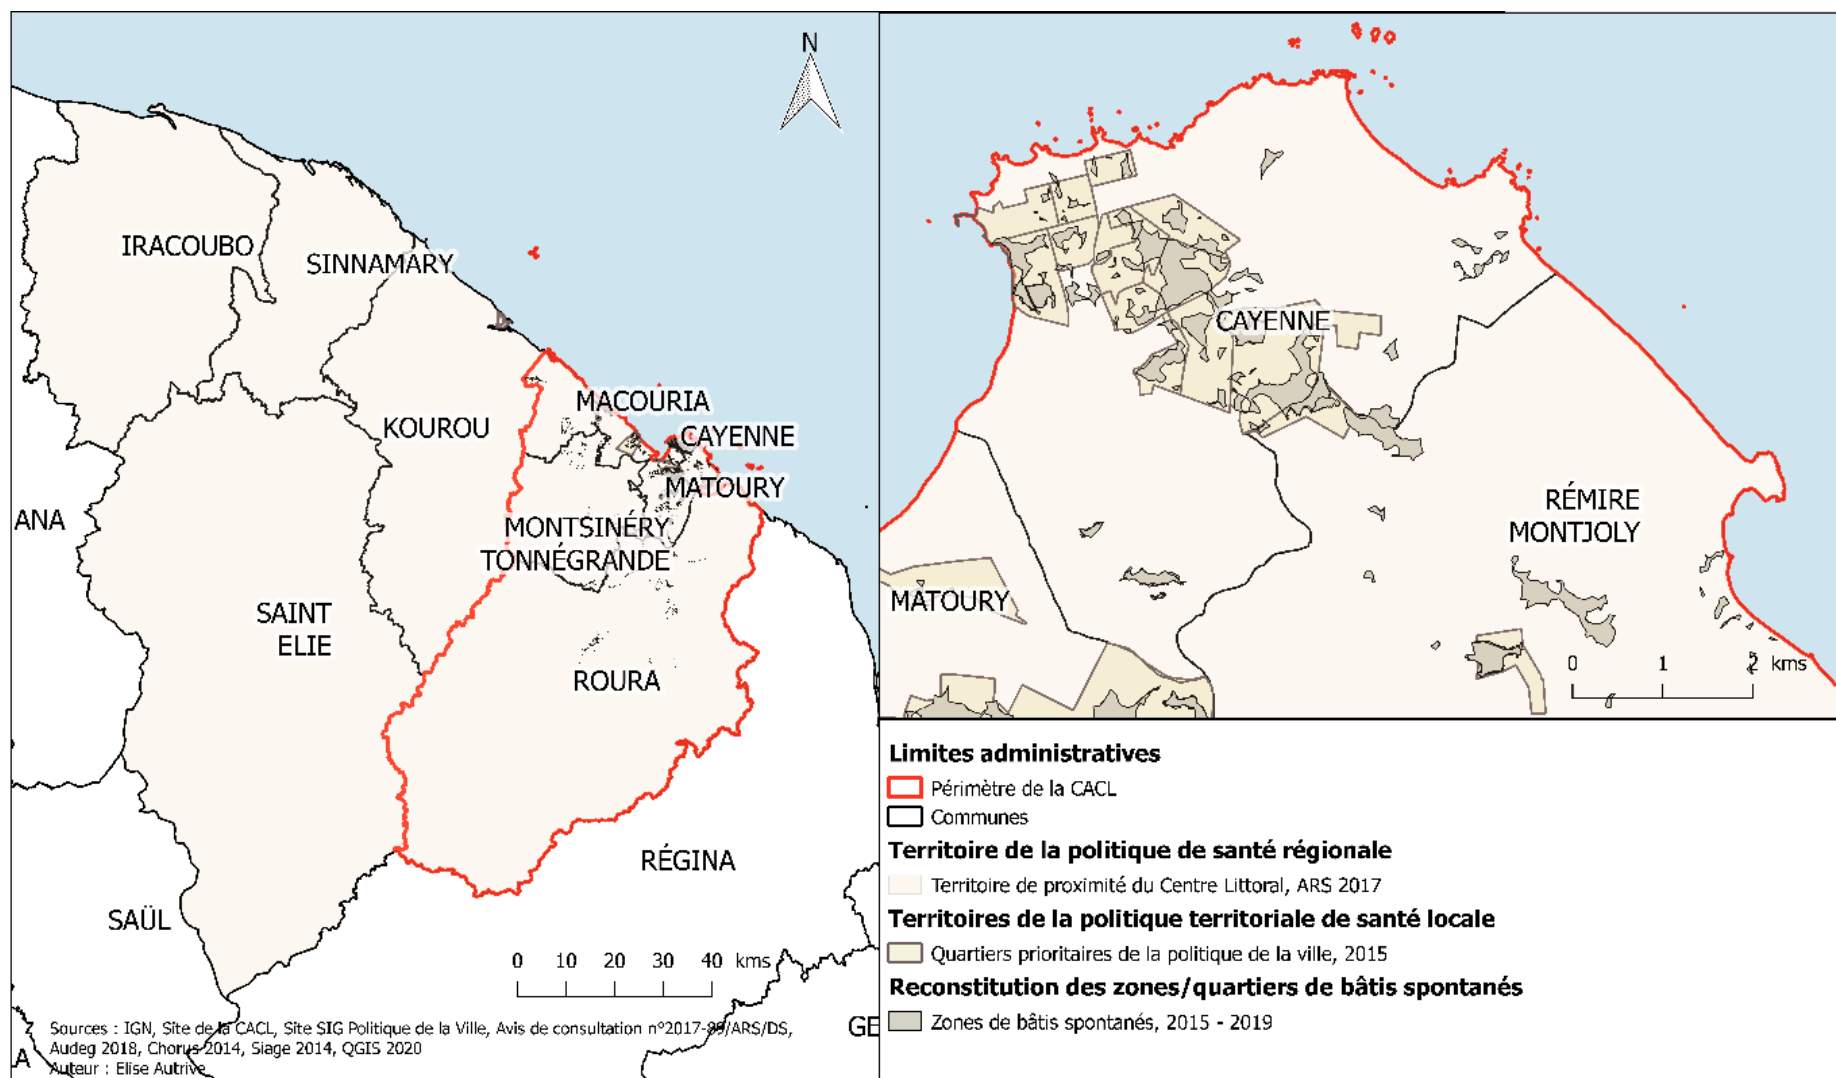 N
IRACOUBO
SINNAMARY
MACOURIA
KOUROU
CAYENNE
MATOURY
ANA
MONTSINÉRY
TONNÉGRANDE
SAINT
ELIE
ROURA
RÉGINA
SAÜL
0 10 20 30 40 kms
GE
Sources : IGN, Site de la CACL, Site SIG Politique de la Ville, Avis de consultation n°2017-89/ARS/DS,
Audeg 2018, Chorus 2014, Siage 2014, QGIS 2020
A
Auteur : Elise Autrive
CAYENNE
RÉMIRE
MONTJOLY
MATOURY
0 1 2 kms
Limites administratives
Périmètre de la CACL
Communes
Territoire de la politique de santé régionale
Territoire de proximité du Centre Littoral, ARS 2017
Territoires de la politique territoriale de santé locale
Quartiers prioritaires de la politique de la ville, 2015
Reconstitution des zones/quartiers de bâtis spontanés
Zones de bâtis spontanés, 2015 - 2019